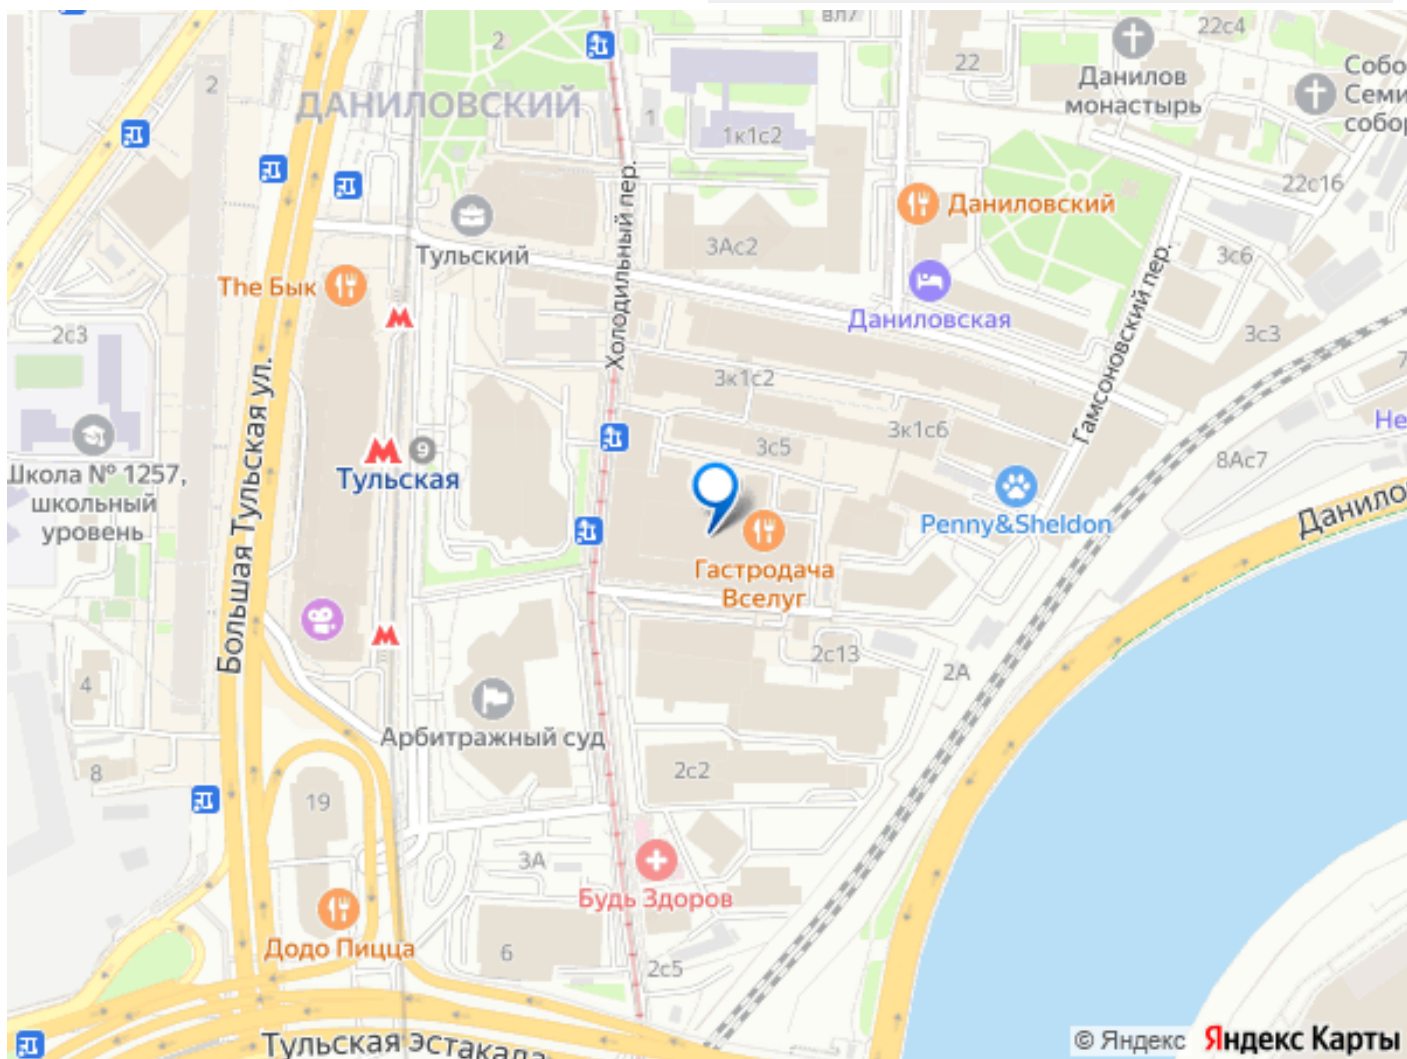 вл7
22с4
2
22
Данилов
монастырь
Собо
Семи
собор
2
ДАНИЛОВСКИЙ
1
1к1с2
Холодильный пер.
22с16
Даниловский
Тульский
3Ас2
3с6
The Бык
Даниловская
Гамсоновский пер.
2с3
3с3
Большая Тульская ул.
3к1с2
7
3к1с6
Не
3с5
9
Тульская
8Ас7
Школа № 1257,
школьный
уровень
Penny&Sheldon
Данило
Гастродача
Вселуг
2с13
2А
4
Арбитражный суд
8
2с2
19
3А
Будь Здоров
Додо Пицца
6
2с5
Тульская эстакада
© Яндекс Яндекс Карты